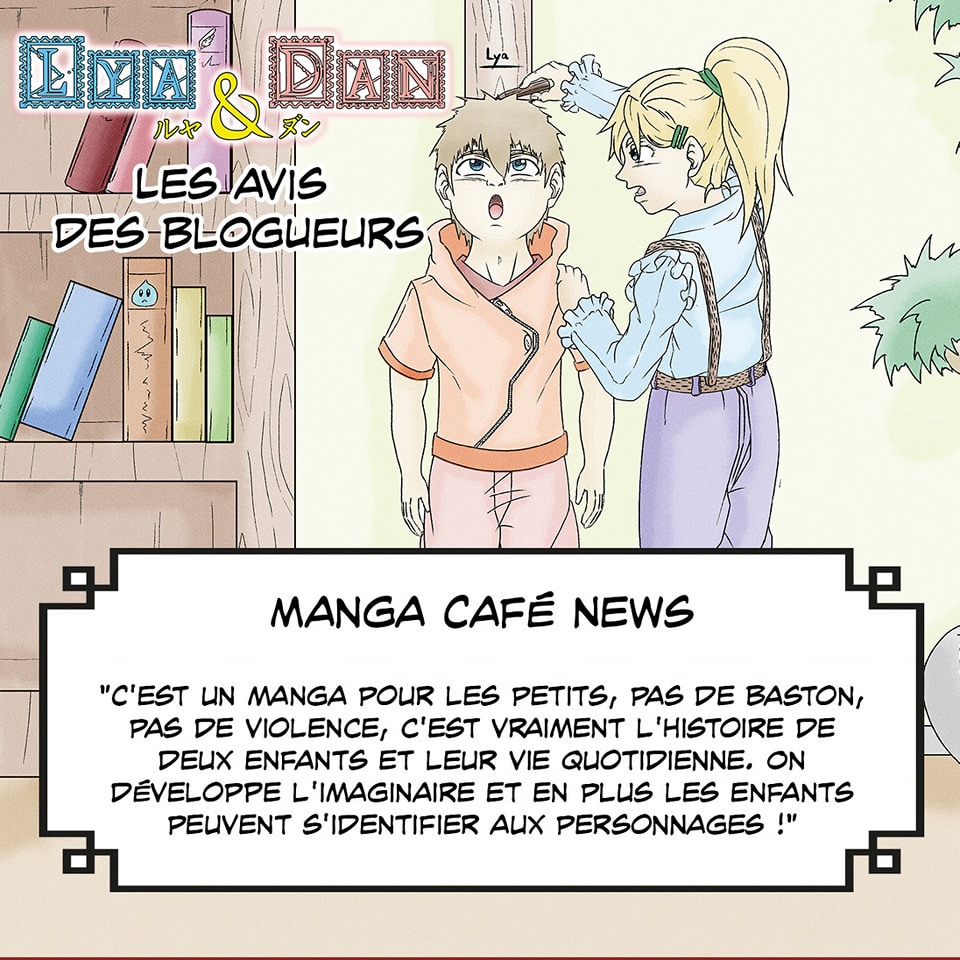 Lya
LYA & DAN
ルヤ ダン
LES AVIS
DES BLOGUEURS
MANGA CAFÉ NEWS
"C'EST UN MANGA POUR LES PETITS, PAS DE BASTON,
PAS DE VIOLENCE, C'EST VRAIMENT L'HISTOIRE DE
DEUX ENFANTS ET LEUR VIE QUOTIDIENNE. ON
DÉVELOPPE L'IMAGINAIRE ET EN PLUS LES ENFANTS
PEUVENT S'IDENTIFIER AUX PERSONNAGES !"